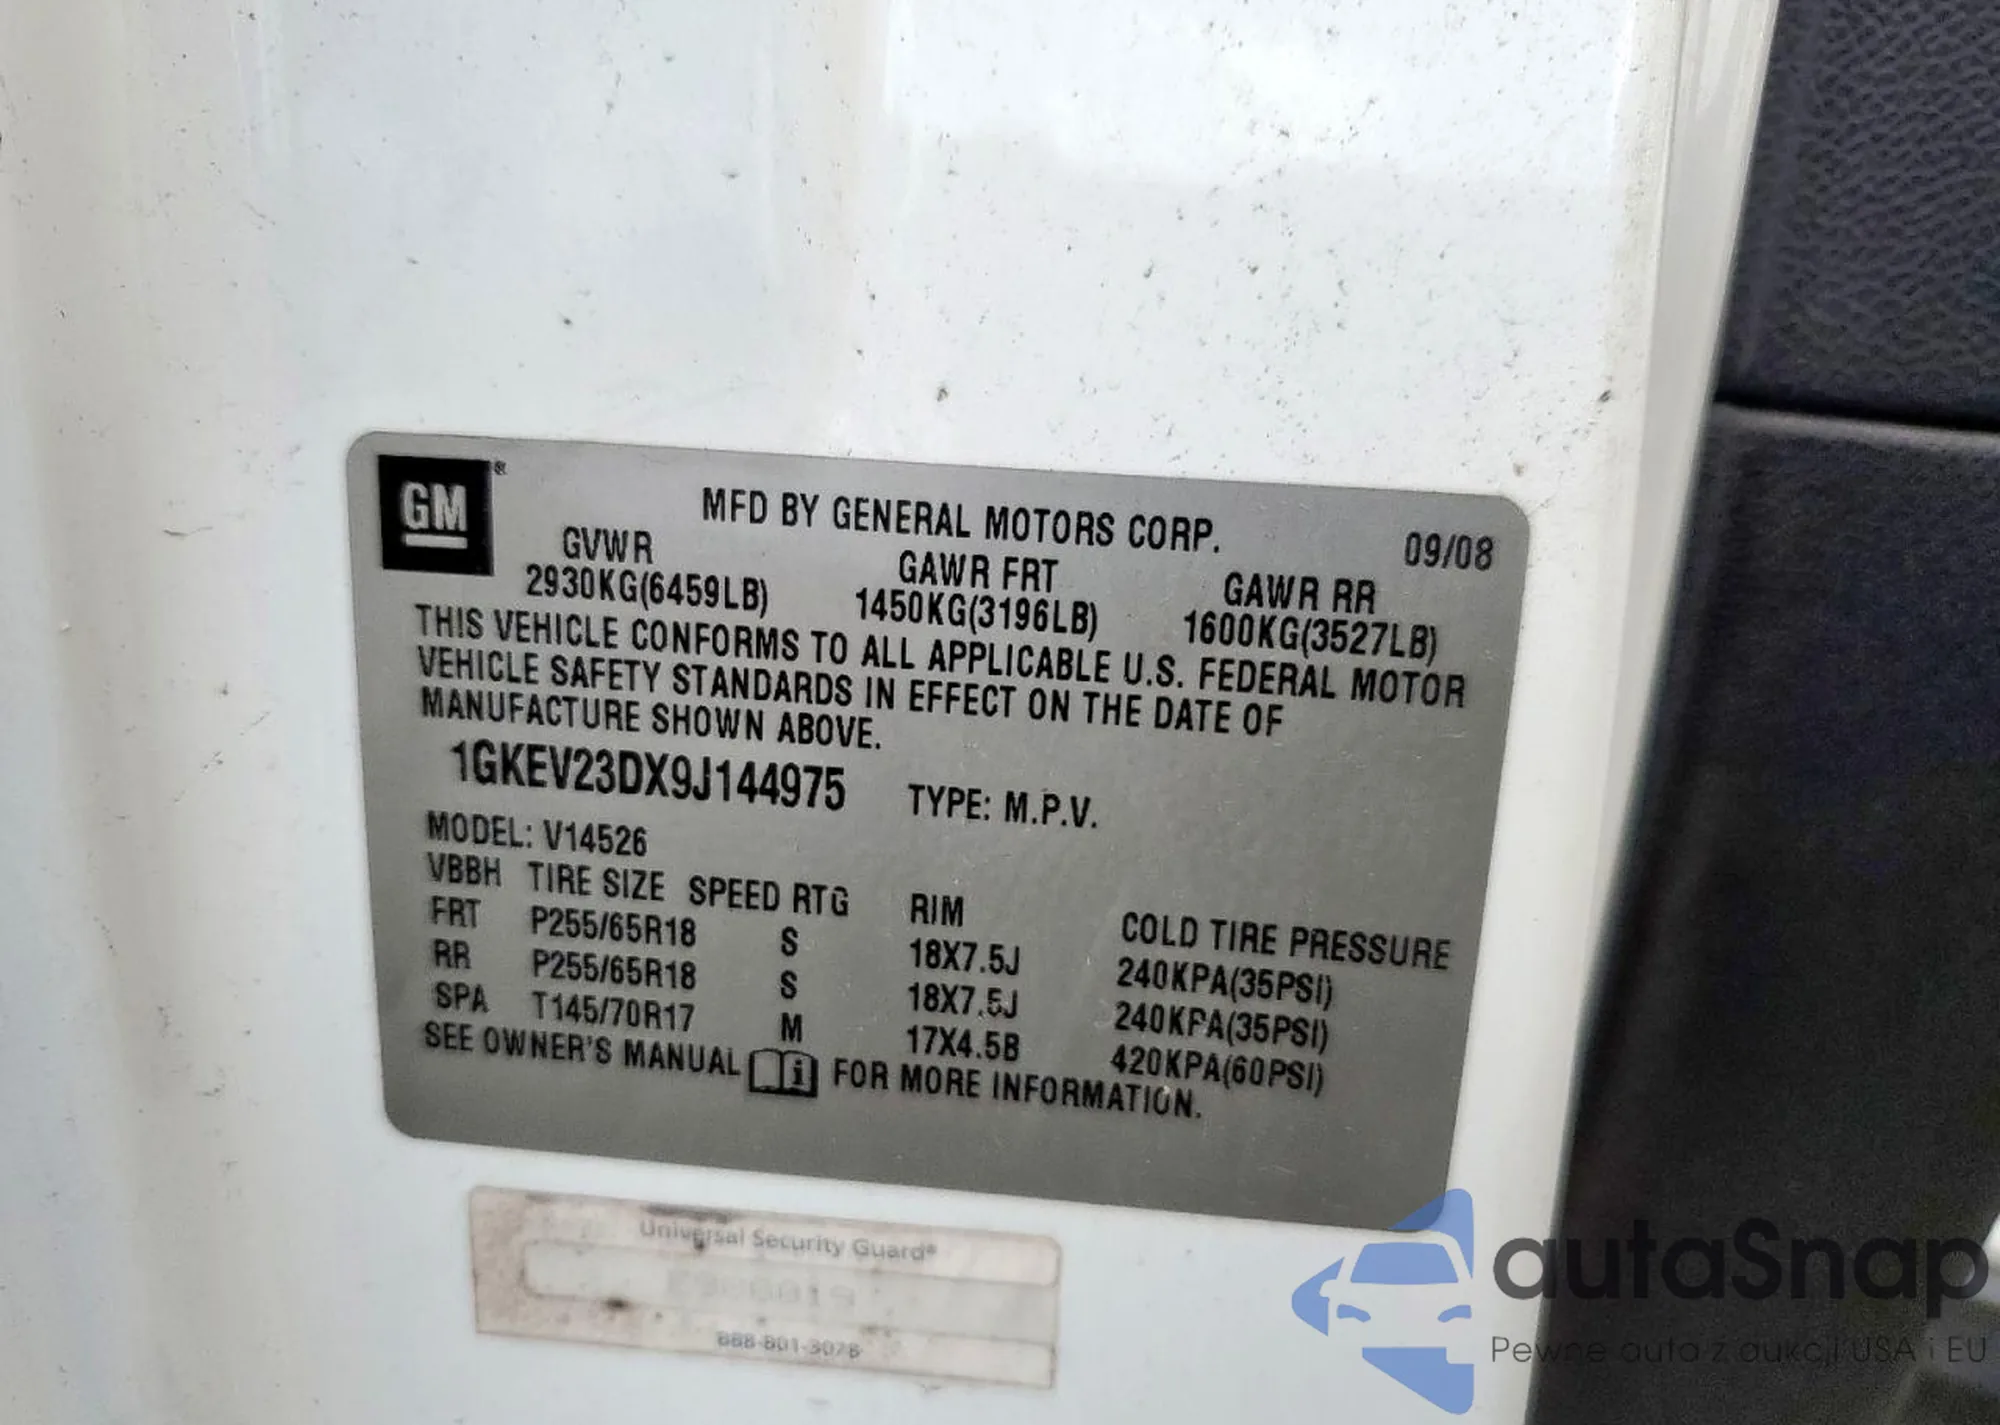 GM®
MFD BY GENERAL MOTORS CORP. 09/08
GVWR GAWR FRT GAWR RR
2930KG(6459LB) 1450KG(3196LB) 1600KG(3527LB)
THIS VEHICLE CONFORMS TO ALL APPLICABLE U.S. FEDERAL MOTOR
VEHICLE SAFETY STANDARDS IN EFFECT ON THE DATE OF
MANUFACTURE SHOWN ABOVE.
1GKEV23DX9J144975 TYPE: M.P.V.
MODEL: V14526
VBBH TIRE SIZE SPEED RTG RIM COLD TIRE PRESSURE
FRT P255/65R18 S 18X7.5J 240KPA(35PSI)
RR P255/65R18 S 18X7.5J 240KPA(35PSI)
SPA T145/70R17 M 17X4.5B 420KPA(60PSI)
SEE OWNER'S MANUAL FOR MORE INFORMATION.
Universal Security Guard®
888-801-3078
autaSnap
Pewne auta z aukcji USA i EU